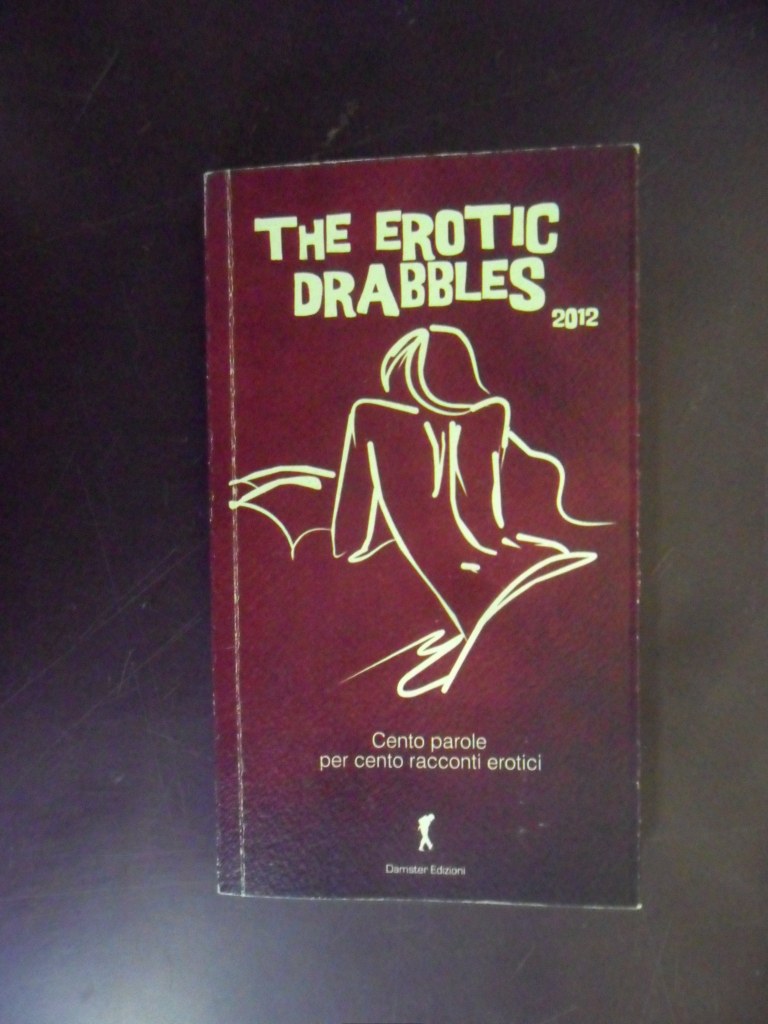 THE EROTIC
DRABBLES
2012
Cento parole
per cento racconti erotici
Damster Edizioni